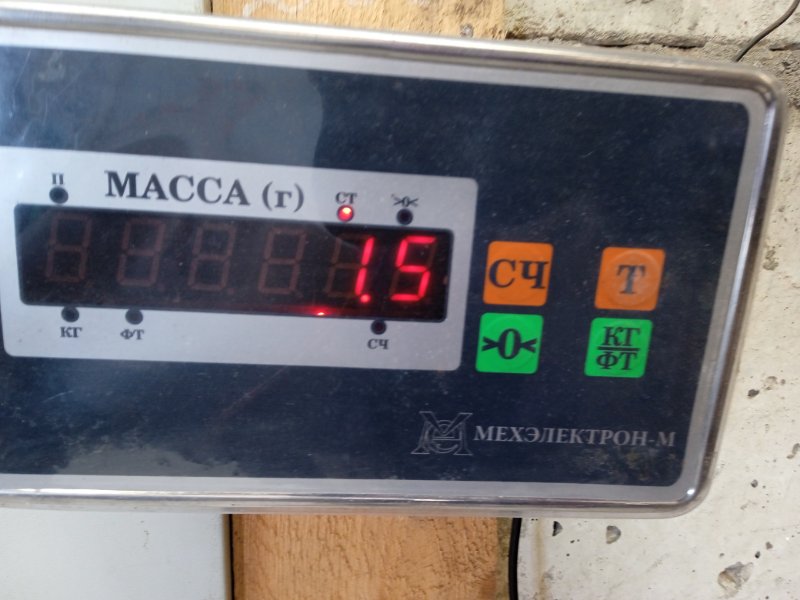 П МАССА (г) СТ >0<
1.5
КГ ФТ СЧ
СЧ Т
>0< КГ
ФТ
МЕХЭЛЕКТРОН-М